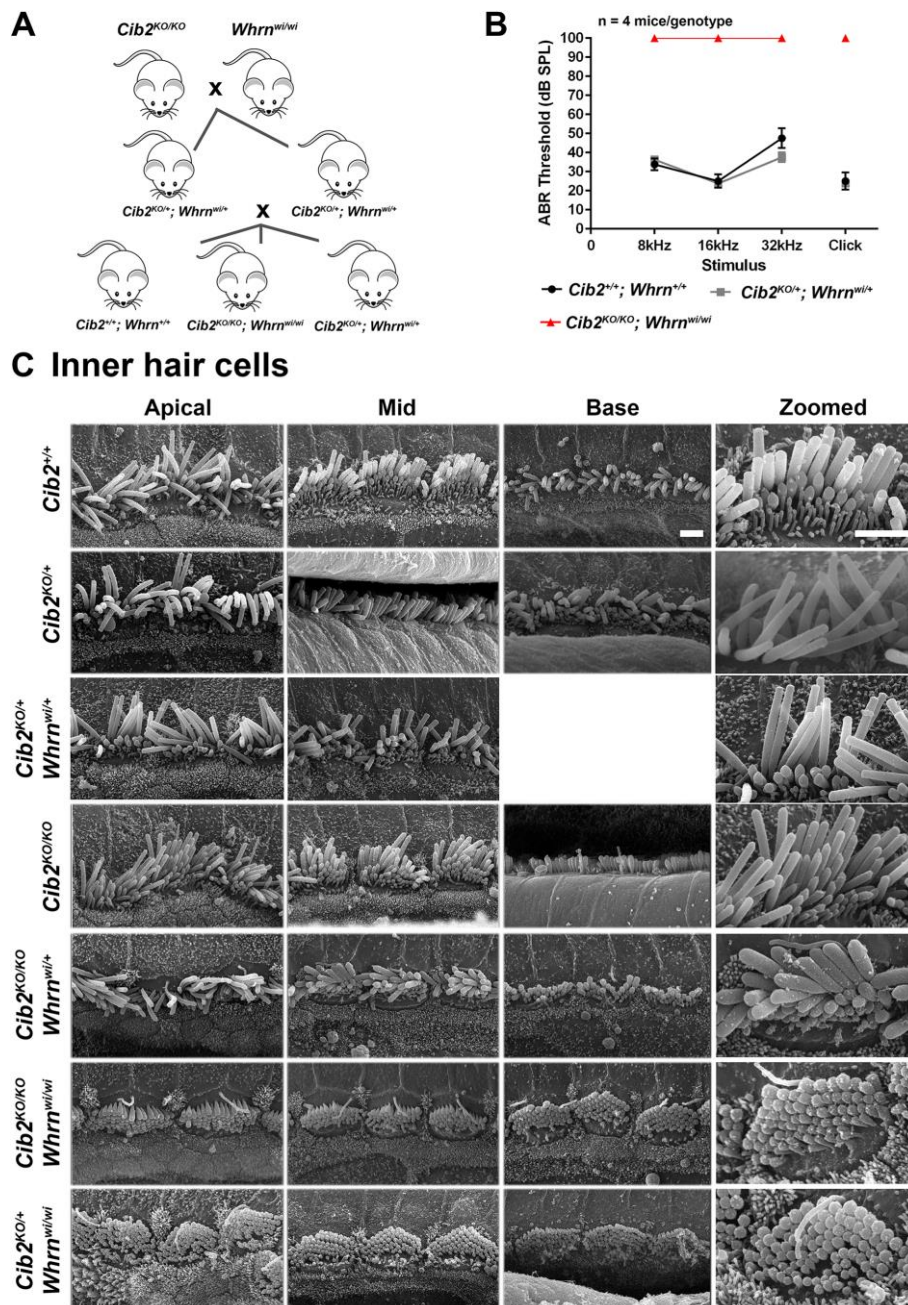 A
Cib2KO/KO
Whrnwi/wi
x
Cib2KO/+; Whrnwi/+
Cib2KO/+; Whrnwi/+
x
Cib2+/+; Whrn+/+
Cib2KO/KO; Whrnwi/wi
Cib2KO/+; Whrnwi/+
B
n = 4 mice/genotype
ABR Threshold (dB SPL)
100
90
80
70
60
50
40
30
20
10
0
0
8kHz
16kHz
32kHz
Click
Stimulus
Cib2+/+; Whrn+/+
Cib2KO/+; Whrnwi/+
Cib2KO/KO; Whrnwi/wi
C Inner hair cells
Apical
Mid
Base
Zoomed
Cib2+/+
Cib2KO/+
Cib2KO/+
Whrnwi/+
Cib2KO/KO
Cib2KO/KO
Whrnwi/+
Cib2KO/KO
Whrnwi/wi
Cib2KO/+
Whrnwi/wi